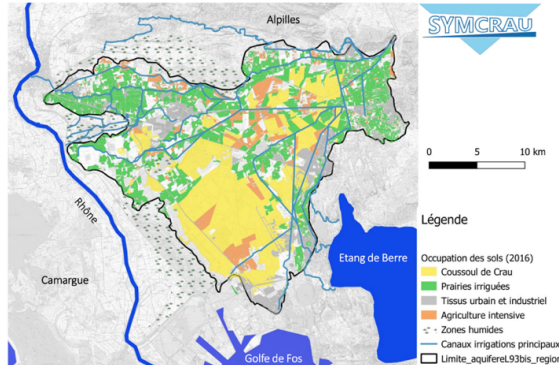 Alpilles
SYMCRAU
0 5 10 km
Rhône
Légende
Etang de Berre
Camargue
Golfe de Fos
Occupation des sols (2016)
Coussoul de Crau
Prairies irriguées
Tissus urbain et industriel
Agriculture intensive
Zones humides
Canaux irrigations principaux
Limite_aquifereL93bis_region